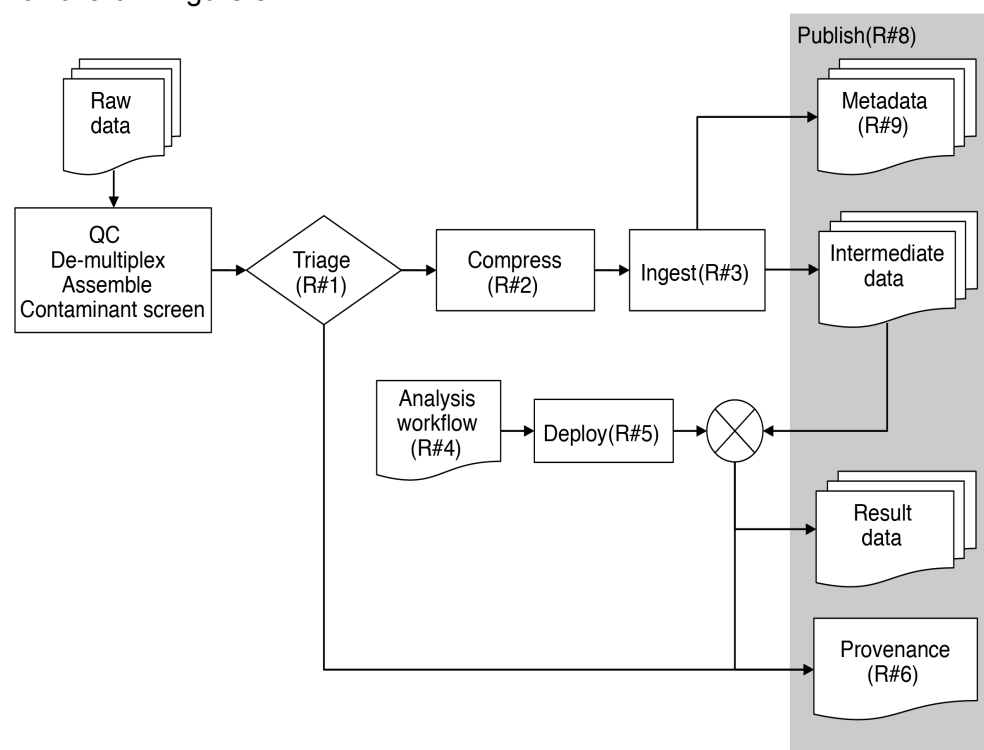 Publish(R#8)
Raw
data
Metadata
(R#9)
QC
De-multiplex
Assemble
Contaminant screen
Triage
(R#1)
Compress
(R#2)
Ingest(R#3)
Intermediate
data
Analysis
workflow
(R#4)
Deploy(R#5)
Result
data
Provenance
(R#6)